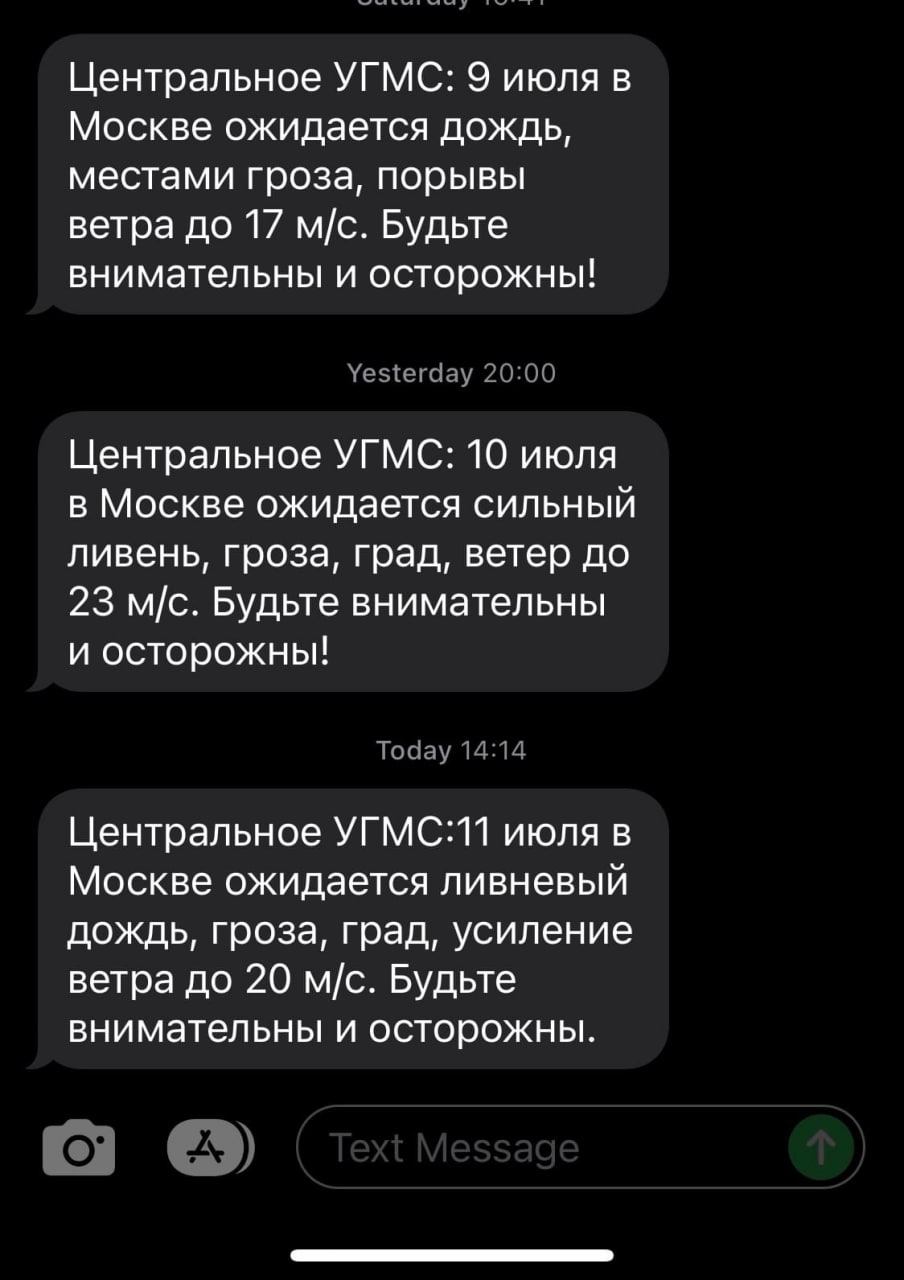 Центральное УГМС: 9 июля в
Москве ожидается дождь,
местами гроза, порывы
ветра до 17 м/с. Будьте
внимательны и осторожны!
Yesterday 20:00
Центральное УГМС: 10 июля
в Москве ожидается сильный
ливень, гроза, град, ветер до
23 м/с. Будьте внимательны
и осторожны!
Today 14:14
Центральное УГМС:11 июля в
Москве ожидается ливневый
дождь, гроза, град, усиление
ветра до 20 м/с. Будьте
внимательны и осторожны.
Text Message